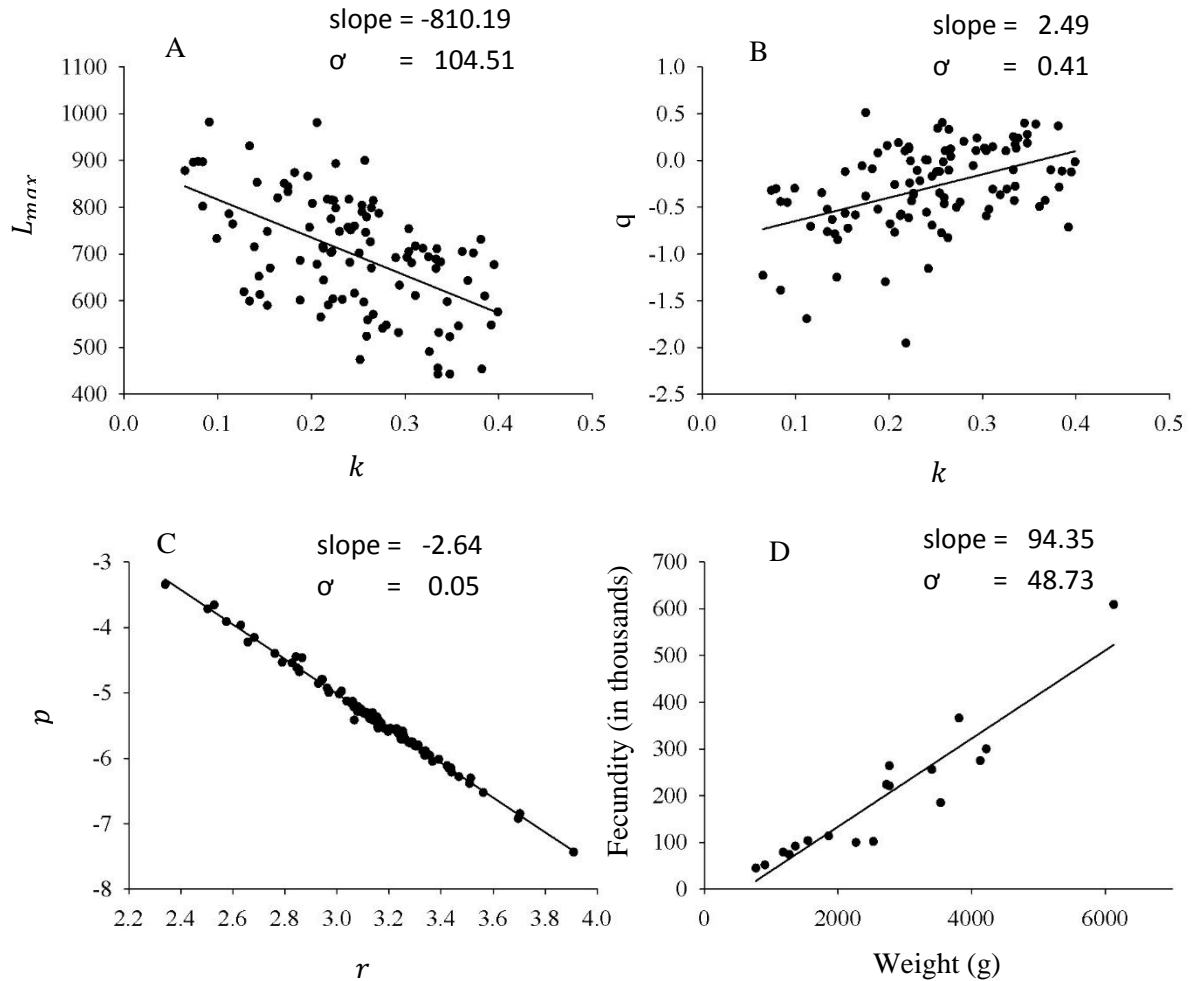 slope = -810.19
A
σ = 104.51
1100
1000
900
800
700
600
500
400
L_max
0.0 0.1 0.2 0.3 0.4 0.5
k
slope = 2.49
B
σ = 0.41
1.0
0.5
0.0
-0.5
-1.0
-1.5
-2.0
-2.5
q
0.0 0.1 0.2 0.3 0.4 0.5
k
C
slope = -2.64
σ = 0.05
-3
-4
-5
-6
-7
-8
p
2.2 2.4 2.6 2.8 3.0 3.2 3.4 3.6 3.8 4.0
r
D
slope = 94.35
σ = 48.73
700
600
500
400
300
200
100
0
Fecundity (in thousands)
0 2000 4000 6000
Weight (g)